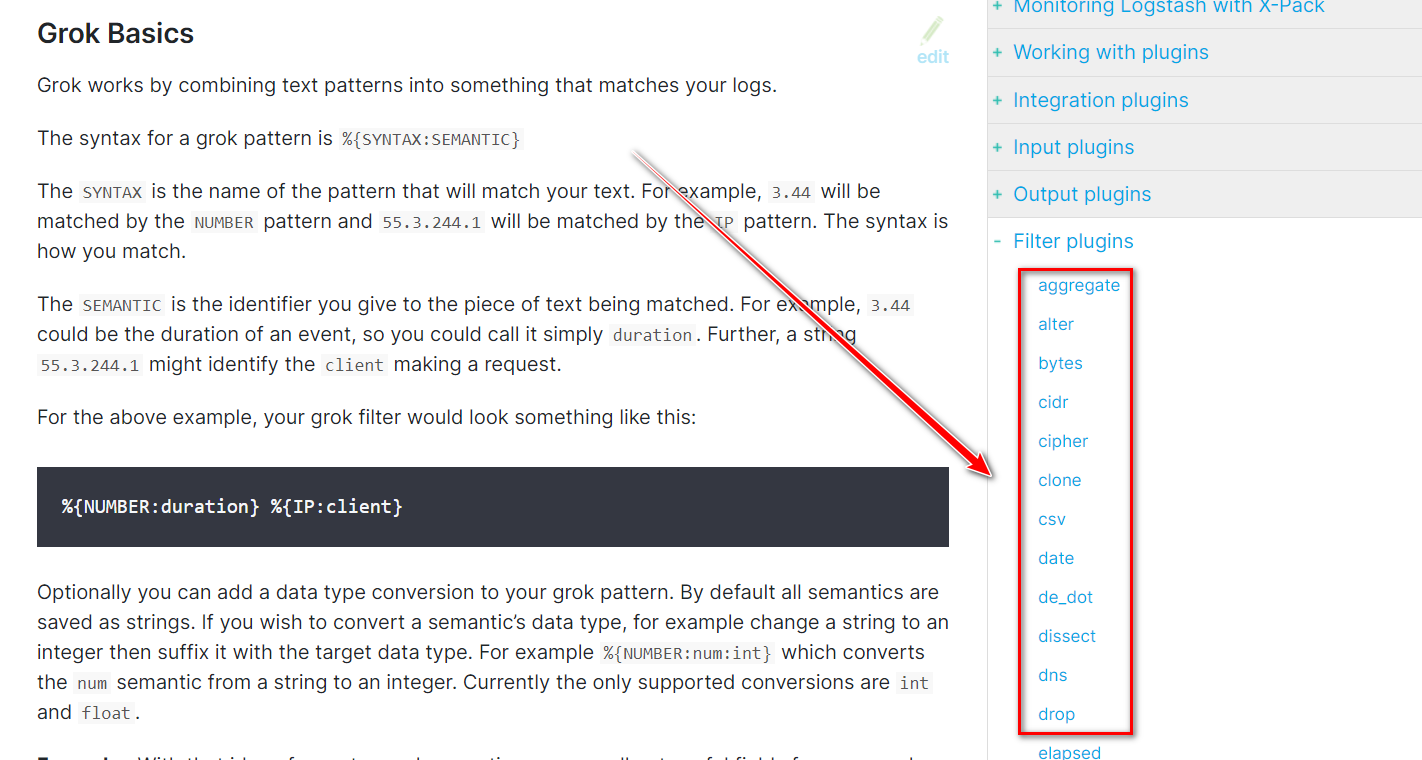 Grok Basics
edit
Grok works by combining text patterns into something that matches your logs.
The syntax for a grok pattern is %{SYNTAX:SEMANTIC}
The SYNTAX is the name of the pattern that will match your text. For example, 3.44 will be
matched by the NUMBER pattern and 55.3.244.1 will be matched by the IP pattern. The syntax is
how you match.
The SEMANTIC is the identifier you give to the piece of text being matched. For example, 3.44
could be the duration of an event, so you could call it simply duration. Further, a string
55.3.244.1 might identify the client making a request.
For the above example, your grok filter would look something like this:
%{NUMBER:duration} %{IP:client}
Optionally you can add a data type conversion to your grok pattern. By default all semantics are
saved as strings. If you wish to convert a semantic’s data type, for example change a string to an
integer then suffix it with the target data type. For example %{NUMBER:num:int} which converts
the num semantic from a string to an integer. Currently the only supported conversions are int
and float.
+ Monitoring Logstash with X-Pack
+ Working with plugins
+ Integration plugins
+ Input plugins
+ Output plugins
- Filter plugins
aggregate
alter
bytes
cidr
cipher
clone
csv
date
de_dot
dissect
dns
drop
elapsed